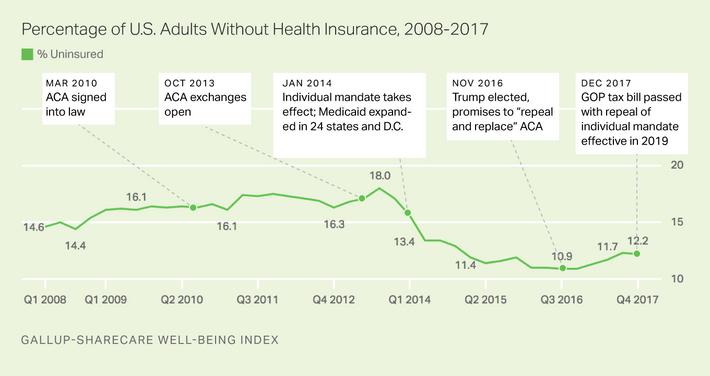 Percentage of U.S. Adults Without Health Insurance, 2008-2017
% Uninsured
MAR 2010
ACA signed
into law
OCT 2013
ACA exchanges
open
JAN 2014
Individual mandate takes
effect; Medicaid expand-
ed in 24 states and D.C.
NOV 2016
Trump elected,
promises to “repeal
and replace” ACA
DEC 2017
GOP tax bill passed
with repeal of
individual mandate
effective in 2019
20
18.0
16.1
14.6
14.4
16.1
16.3
15
13.4
11.4
10.9
11.7
12.2
10
Q1 2008
Q1 2009
Q2 2010
Q3 2011
Q4 2012
Q1 2014
Q2 2015
Q3 2016
Q4 2017
GALLUP-SHARECARE WELL-BEING INDEX